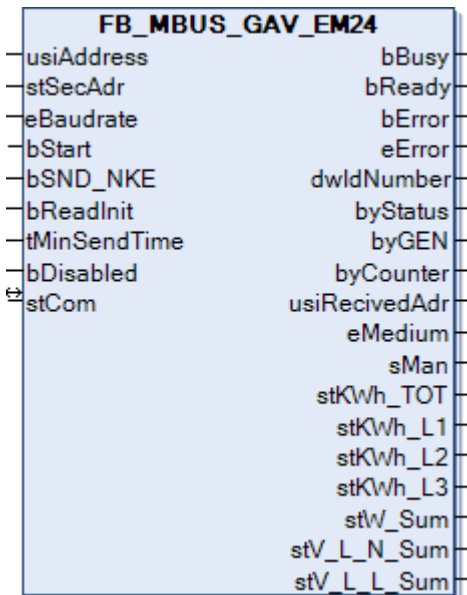 FB_MBUS_GAV_EM24
usiAddress bBusy
stSecAdr bReady
eBaudrate bError
bStart eError
bSND_NKE dwIdNumber
bReadInit byStatus
tMinSendTime byGEN
bDisabled byCounter
stCom usiRecivedAdr
eMedium
sMan
stKWh_TOT
stKWh_L1
stKWh_L2
stKWh_L3
stW_Sum
stV_L_N_Sum
stV_L_L_Sum